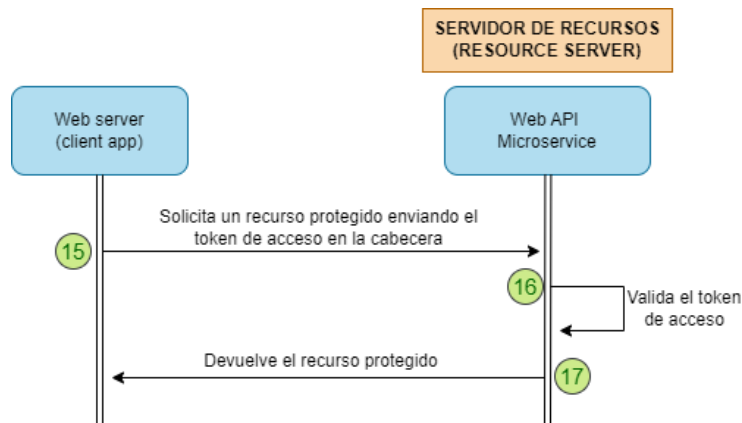 SERVIDOR DE RECURSOS
(RESOURCE SERVER)
Web server
(client app)
Web API
Microservice
Solicita un recurso protegido enviando el
token de acceso en la cabecera
15
16
Valida el token
de acceso
Devuelve el recurso protegido
17